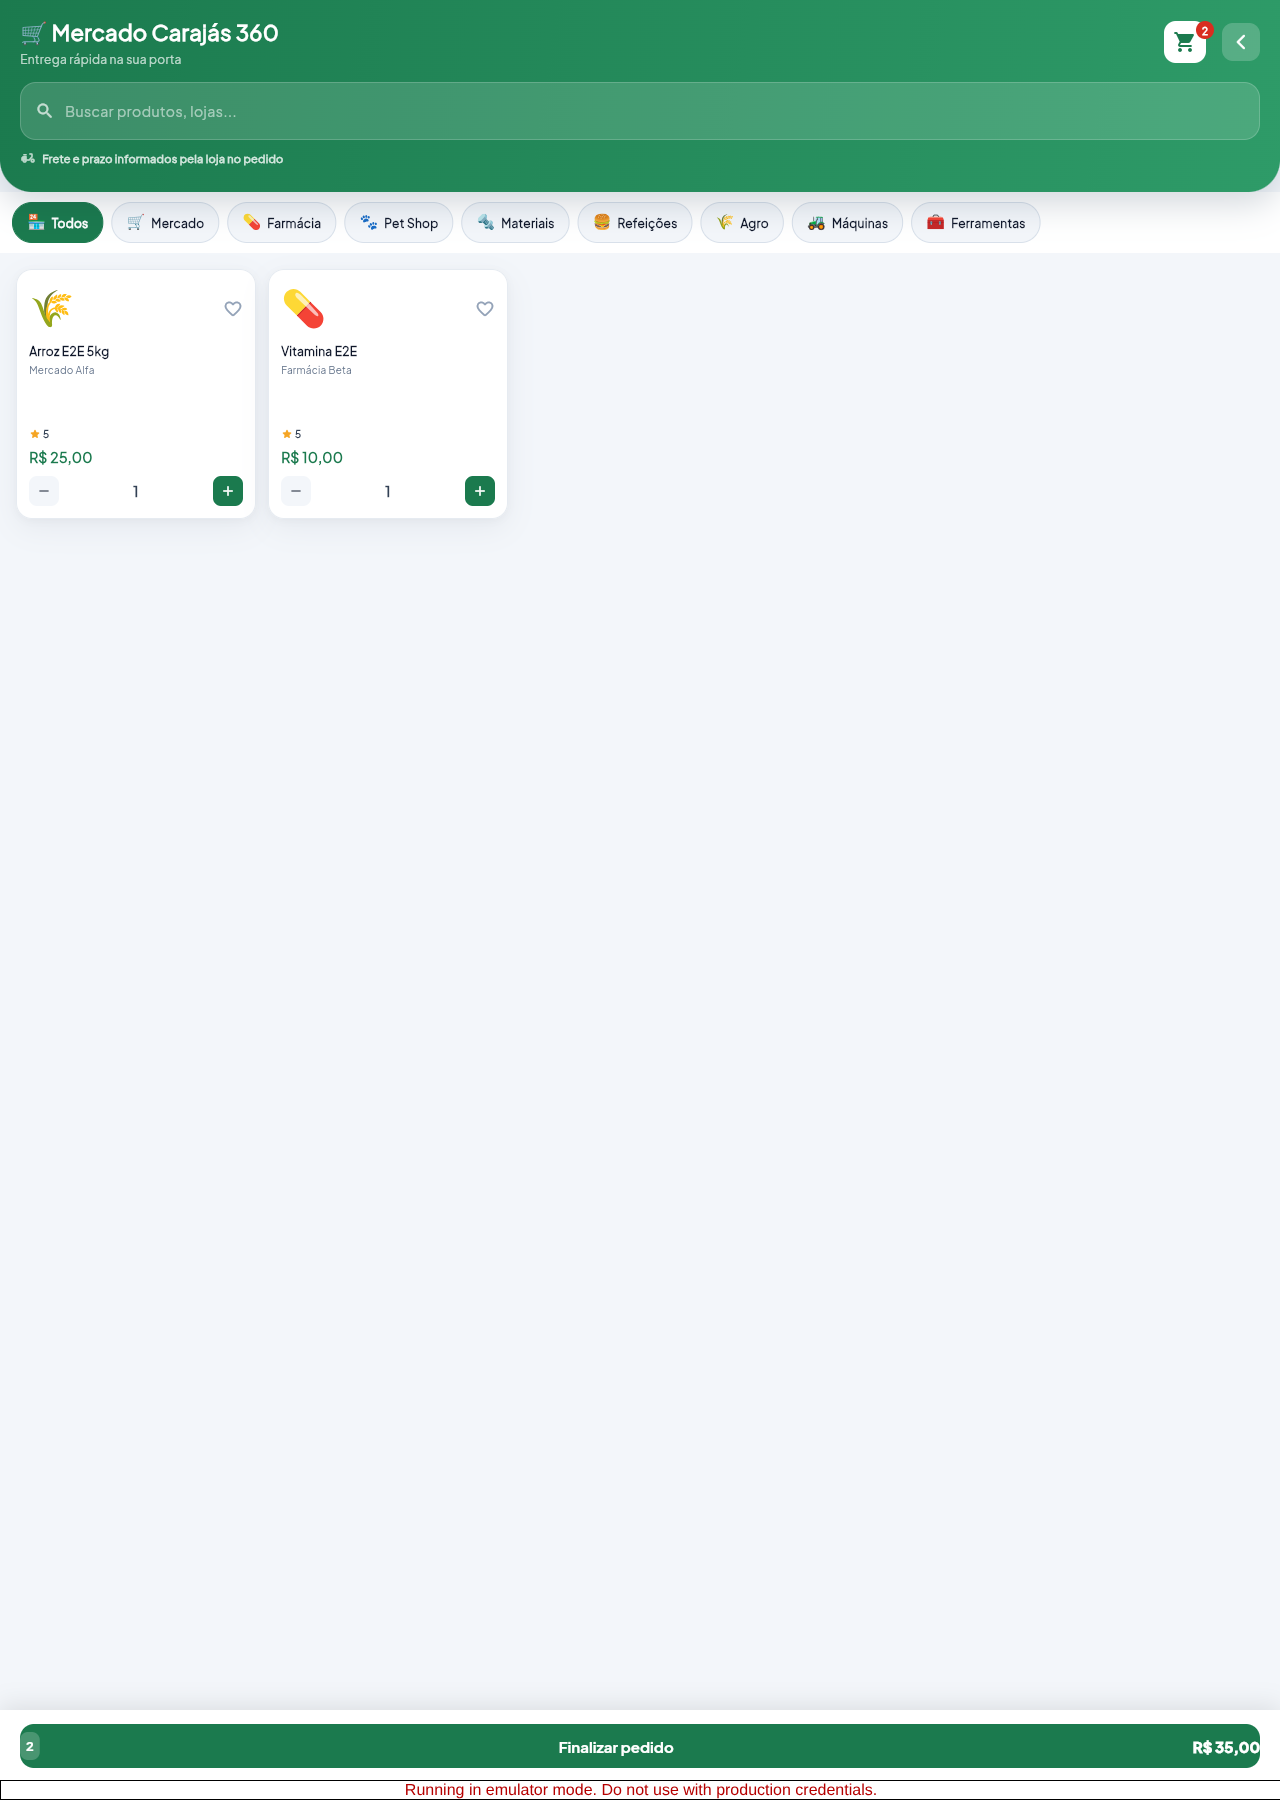 Mercado Carajás 360
2
Entrega rápida na sua porta
Buscar produtos, lojas...
Frete e prazo informados pela loja no pedido
Todos
Mercado
Farmácia
Pet Shop
Materiais
Refeições
Agro
Máquinas
Ferramentas
Arroz E2E 5kg
Mercado Alfa
5
R$ 25,00
− 1 +
Vitamina E2E
Farmácia Beta
5
R$ 10,00
− 1 +
2 Finalizar pedido R$ 35,00
Running in emulator mode. Do not use with production credentials.